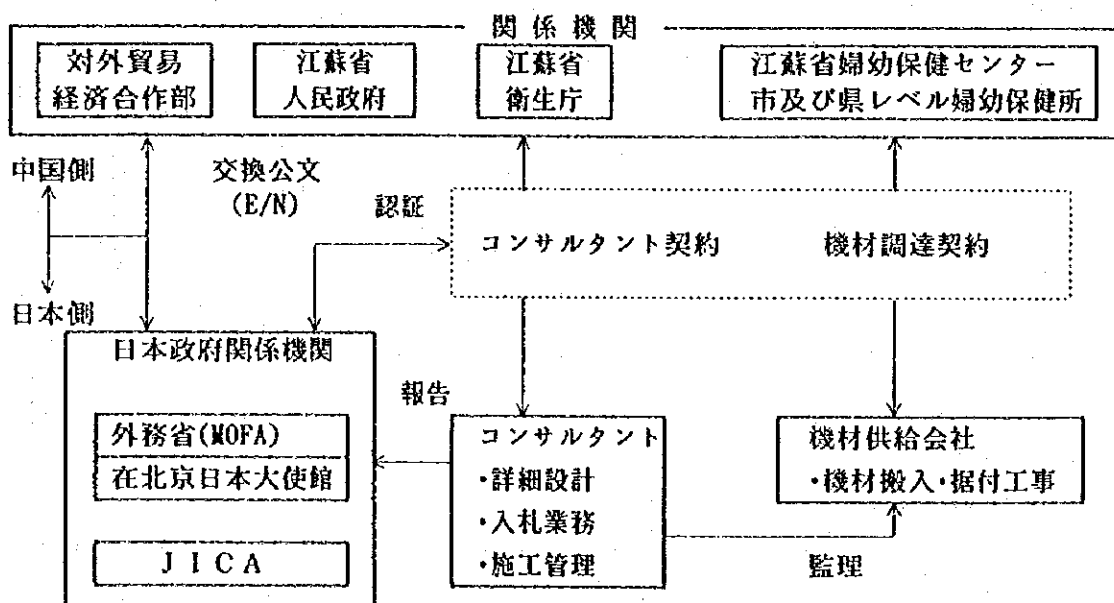 関係機関
対外貿易
経済合作部
江蘇省
人民政府
江蘇省
衛生庁
江蘇省婦幼保健センター
市及び県レベル婦幼保健所
中国側
日本側
交換公文
(E/N)
認証
コンサルタント契約
機材調達契約
日本政府関係機関
外務省(MOFA)
在北京日本大使館
JICA
報告
コンサルタント
・詳細設計
・入札業務
・施工管理
機材供給会社
・機材搬入・据付工事
監理